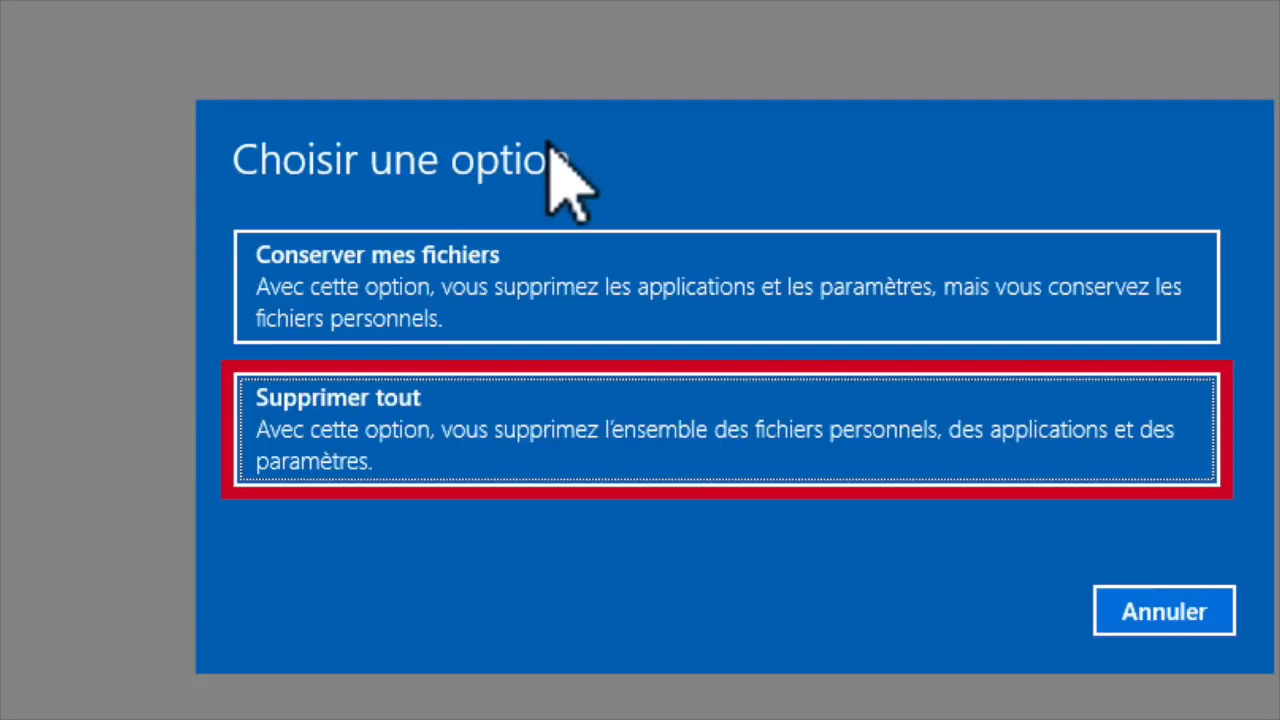 Choisir une option
Conserver mes fichiers
Avec cette option, vous supprimez les applications et les paramètres, mais vous conservez les
fichiers personnels.
Supprimer tout
Avec cette option, vous supprimez l'ensemble des fichiers personnels, des applications et des
paramètres.
Annuler